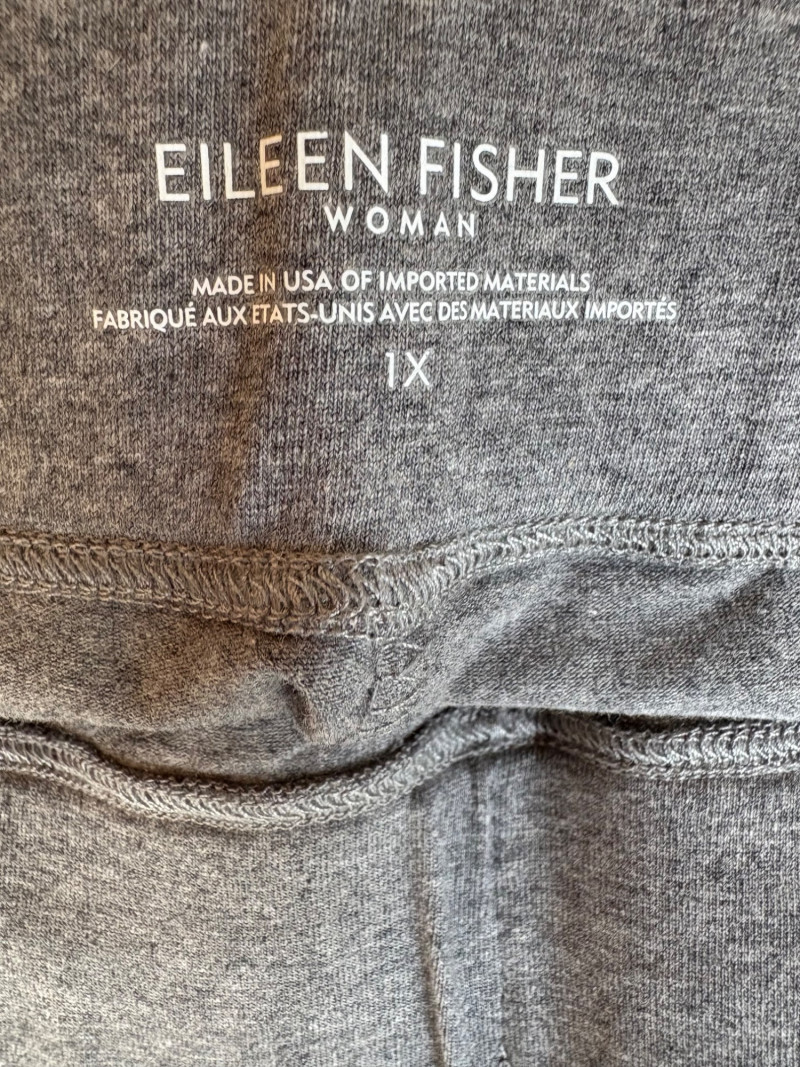 EILEEN FISHER
WOMAN
MADE IN USA OF IMPORTED MATERIALS
FABRIQUÉ AUX ETATS-UNIS AVEC DES MATERIAUX IMPORTÉS
1X